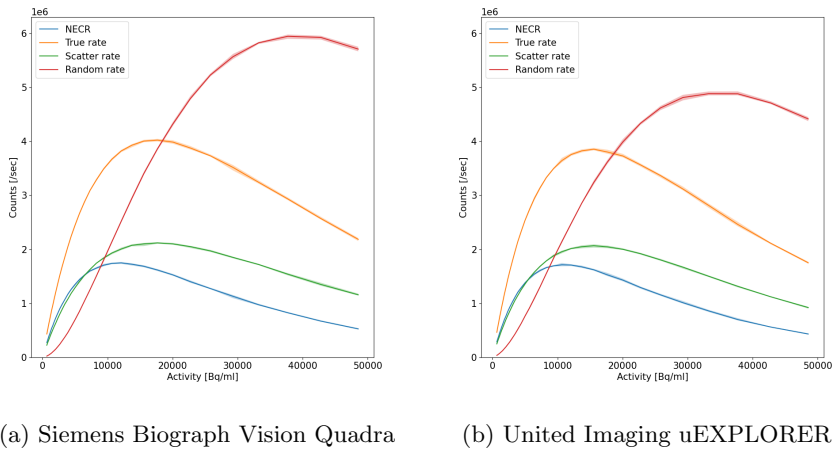 1e6
NECR
True rate
Scatter rate
Random rate
6
5
4
3
2
1
0
Counts [/sec]
0 10000 20000 30000 40000 50000
Activity [Bq/ml]
(a) Siemens Biograph Vision Quadra
1e6
NECR
True rate
Scatter rate
Random rate
6
5
4
3
2
1
0
Counts [/sec]
0 10000 20000 30000 40000 50000
Activity [Bq/ml]
(b) United Imaging uEXPLORER